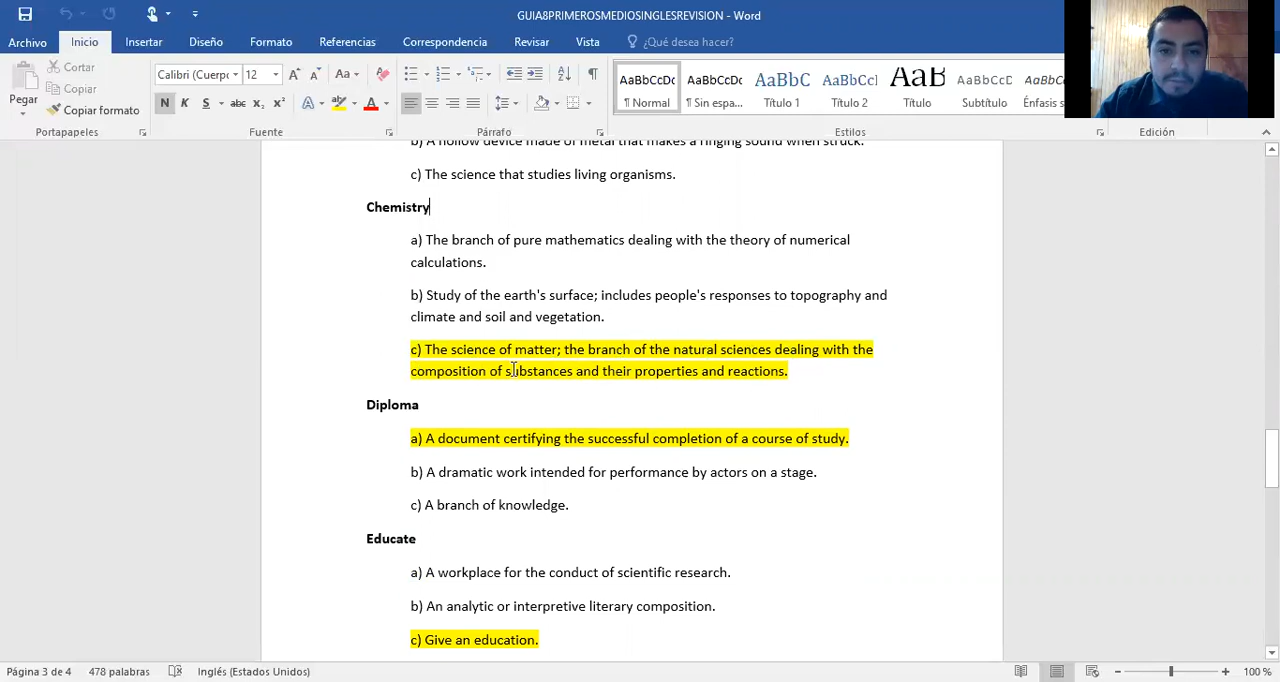 GUIA8PRIMEROSMEDIOSINGLESREVISION - Word
Archivo Inicio Insertar Diseño Formato Referencias Correspondencia Revisar Vista ¿Qué desea hacer?
Pegar
Cortar
Copiar
Copiar formato
Portapapeles
Calibri (Cuerpo 12
Aa
N K S abc x₂ x²
Fuente
Párrafo
AaBbCcDc AaBbCcDc AaBbC AaBbCcI AaB AaBbCcD AaBbCcD
¶ Normal ¶ Sin espa... Título 1 Título 2 Título Subtítulo Énfasis s
Estilos
Edición
b) A hollow device made of metal that makes a ringing sound when struck.
c) The science that studies living organisms.
Chemistry
a) The branch of pure mathematics dealing with the theory of numerical
calculations.
b) Study of the earth's surface; includes people's responses to topography and
climate and soil and vegetation.
c) The science of matter; the branch of the natural sciences dealing with the
composition of substances and their properties and reactions.
Diploma
a) A document certifying the successful completion of a course of study.
b) A dramatic work intended for performance by actors on a stage.
c) A branch of knowledge.
Educate
a) A workplace for the conduct of scientific research.
b) An analytic or interpretive literary composition.
c) Give an education.
Página 3 de 4 478 palabras Inglés (Estados Unidos) 100 %